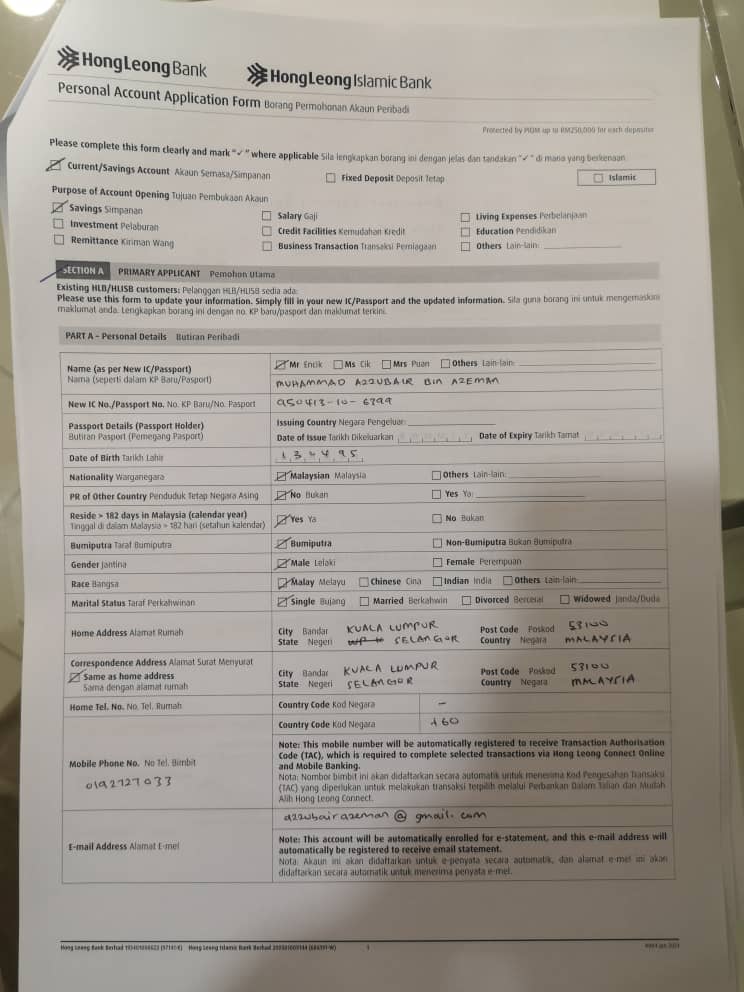 HongLeong Bank
HongLeong Islamic Bank
Personal Account Application Form Borang Permohonan Akaun Peribadi
Protected by PIDM up to RM250,000 for each depositor
Please complete this form clearly and mark "✓" where applicable Sila lengkapkan borang ini dengan jelas dan tandakan "✓" di mana yang berkenaan.
Current/Savings Account Akaun Semasa/Simpanan Fixed Deposit Deposit Tetap Islamic
Purpose of Account Opening Tujuan Pembukaan Akaun
Savings Simpanan Salary Gaji Living Expenses Perbelanjaan
Investment Pelaburan Credit Facilities Kemudahan Kredit Education Pendidikan
Remittance Kiriman Wang Business Transaction Transaksi Perniagaan Others Lain-lain:
SECTION A PRIMARY APPLICANT Pemohon Utama
Existing HLB/HLISB customers: Pelanggan HLB/HLISB sedia ada:
Please use this form to update your information. Simply fill in your new IC/Passport and the updated information. Sila guna borang ini untuk mengemaskini
maklumat anda. Lengkapkan borang ini dengan no. KP baru/pasport dan maklumat terkini.
PART A – Personal Details Butiran Peribadi
Name (as per New IC/Passport) Mr Encik Ms Cik Mrs Puan Others Lain-lain:
Nama (seperti dalam KP Baru/Pasport) MUHAMMAD AZZUBAIR BIN AZEMAN
New IC No./Passport No. No. KP Baru/No. Pasport 950413-10-6399
Passport Details (Passport Holder) Issuing Country Negara Pengeluar:
Butiran Pasport (Pemegang Pasport) Date of Issue Tarikh Dikeluarkan Date of Expiry Tarikh Tamat
Date of Birth Tarikh Lahir 13 4 95
Nationality Warganegara Malaysian Malaysia Others Lain-lain:
PR of Other Country Penduduk Tetap Negara Asing No Bukan Yes Ya:
Reside > 182 days in Malaysia (calendar year) Yes Ya No Bukan
Tinggal di dalam Malaysia > 182 hari (setahun kalendar)
Bumiputra Taraf Bumiputra Bumiputra Non-Bumiputra Bukan Bumiputra
Gender Jantina Male Lelaki Female Perempuan
Race Bangsa Malay Melayu Chinese Cina Indian India Others Lain-lain:
Marital Status Taraf Perkahwinan Single Bujang Married Berkahwin Divorced Bercerai Widowed Janda/Duda
Home Address Alamat Rumah City Bandar KUALA LUMPUR Post Code Poskod 53100
State Negeri SELANGOR Country Negara MALAYSIA
Correspondence Address Alamat Surat Menyurat
Same as home address City Bandar KUALA LUMPUR Post Code Poskod 53100
Sama dengan alamat rumah State Negeri SELANGOR Country Negara MALAYSIA
Home Tel. No. No. Tel. Rumah Country Code Kod Negara -
Country Code Kod Negara +60
Mobile Phone No. No Tel. Bimbit
0192727033
Note: This mobile number will be automatically registered to receive Transaction Authorisation
Code (TAC), which is required to complete selected transactions via Hong Leong Connect Online
and Mobile Banking.
Nota: Nombor bimbit ini akan didaftarkan secara automatik untuk menerima Kod Pengesahan Transaksi
(TAC) yang diperlukan untuk melakukan transaksi terpilih melalui Perbankan Dalam Talian dan Mudah
Alih Hong Leong Connect.
E-mail Address Alamat E-mel azzubairazeman@gmail.com
Note: This account will be automatically enrolled for e-statement, and this e-mail address will
automatically be registered to receive email statement.
Nota: Akaun ini akan didaftarkan untuk e-penyata secara automatik, dan alamat e-mel ini akan
didaftarkan secara automatik untuk menerima penyata e-mel.
Hong Leong Bank Berhad 193401000023 (97141-X) Hong Leong Islamic Bank Berhad 200501009144 (686191-W) 1